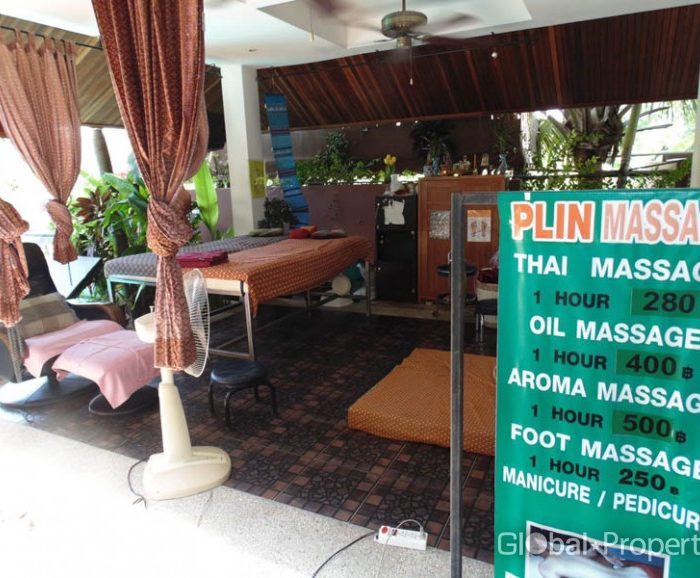 PLIN MASSA
THAI MASSAG
1 HOUR 280
OIL MASSAGE
1 HOUR 400 ฿
AROMA MASSAG
1 HOUR 500 ฿
FOOT MASSAGE
1 HOUR 250 ฿
MANICURE / PEDICUR
GlObal Propert